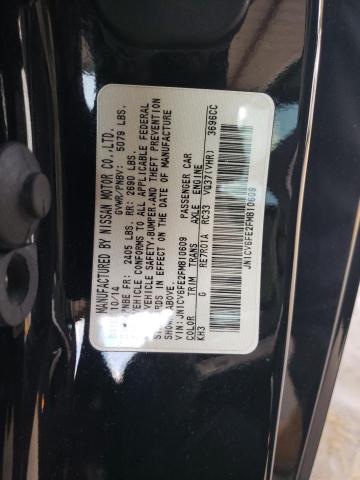 MANUFACTURED BY NISSAN MOTOR CO.,LTD.
GVWR/PNBV: 5079 LBS.
10/14
PNBE FR: 2405 LBS. RR: 2690 LBS.
VEHICLE CONFORMS TO ALL APPLICABLE FEDERAL
VEHICLE SAFETY,BUMPER,AND THEFT PREVENTION
IN EFFECT ON THE DATE OF MANUFACTURE
SHOWN ABOVE.
VIN:JN1CV6FE2FM810609 PASSENGER CAR
COLOR TRIM TRANS AXLE ENGINE
KH3 G RE7R01A RC33 VQ37(VHR) 3696CC
JN1CV6FE2FM810609